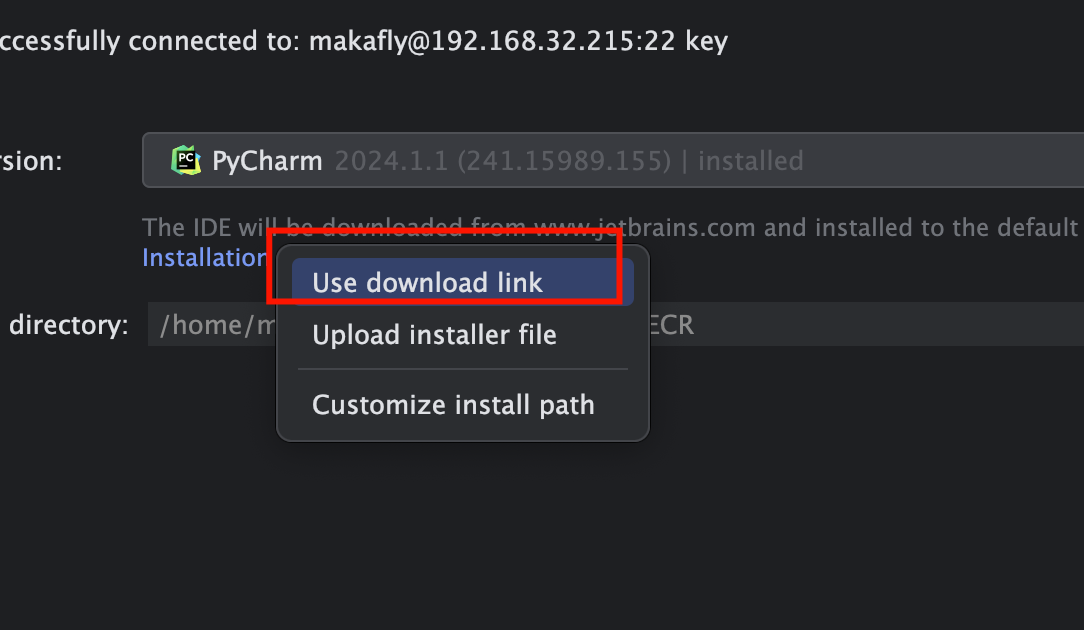 ccessfully connected to: makafly@192.168.32.215:22 key
rsion:
PC
PyCharm 2024.1.1 (241.15989.155) | installed
The IDE will be downloaded from www.jetbrains.com and installed to the default
Installation
Use download link
directory: /home/m ECR
Upload installer file
Customize install path